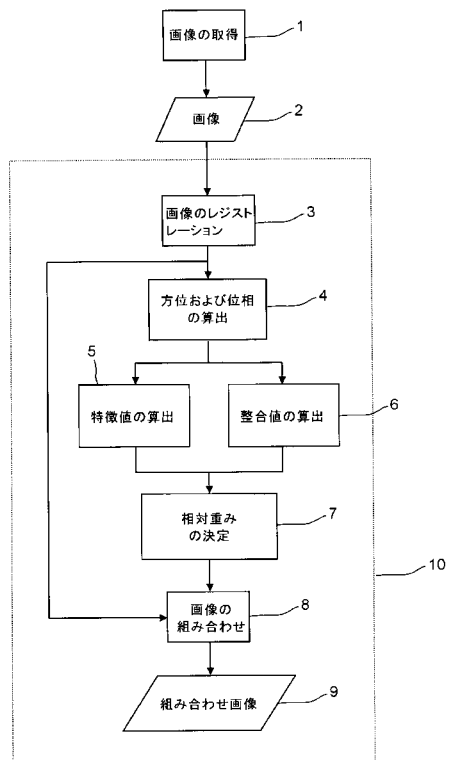 画像の取得
1
画像
2
画像のレジスト
レーション
3
方位および位相
の算出
4
5
特徴値の算出
整合値の算出
6
相対重み
の決定
7
10
画像の
組み合わせ
8
組み合わせ画像
9